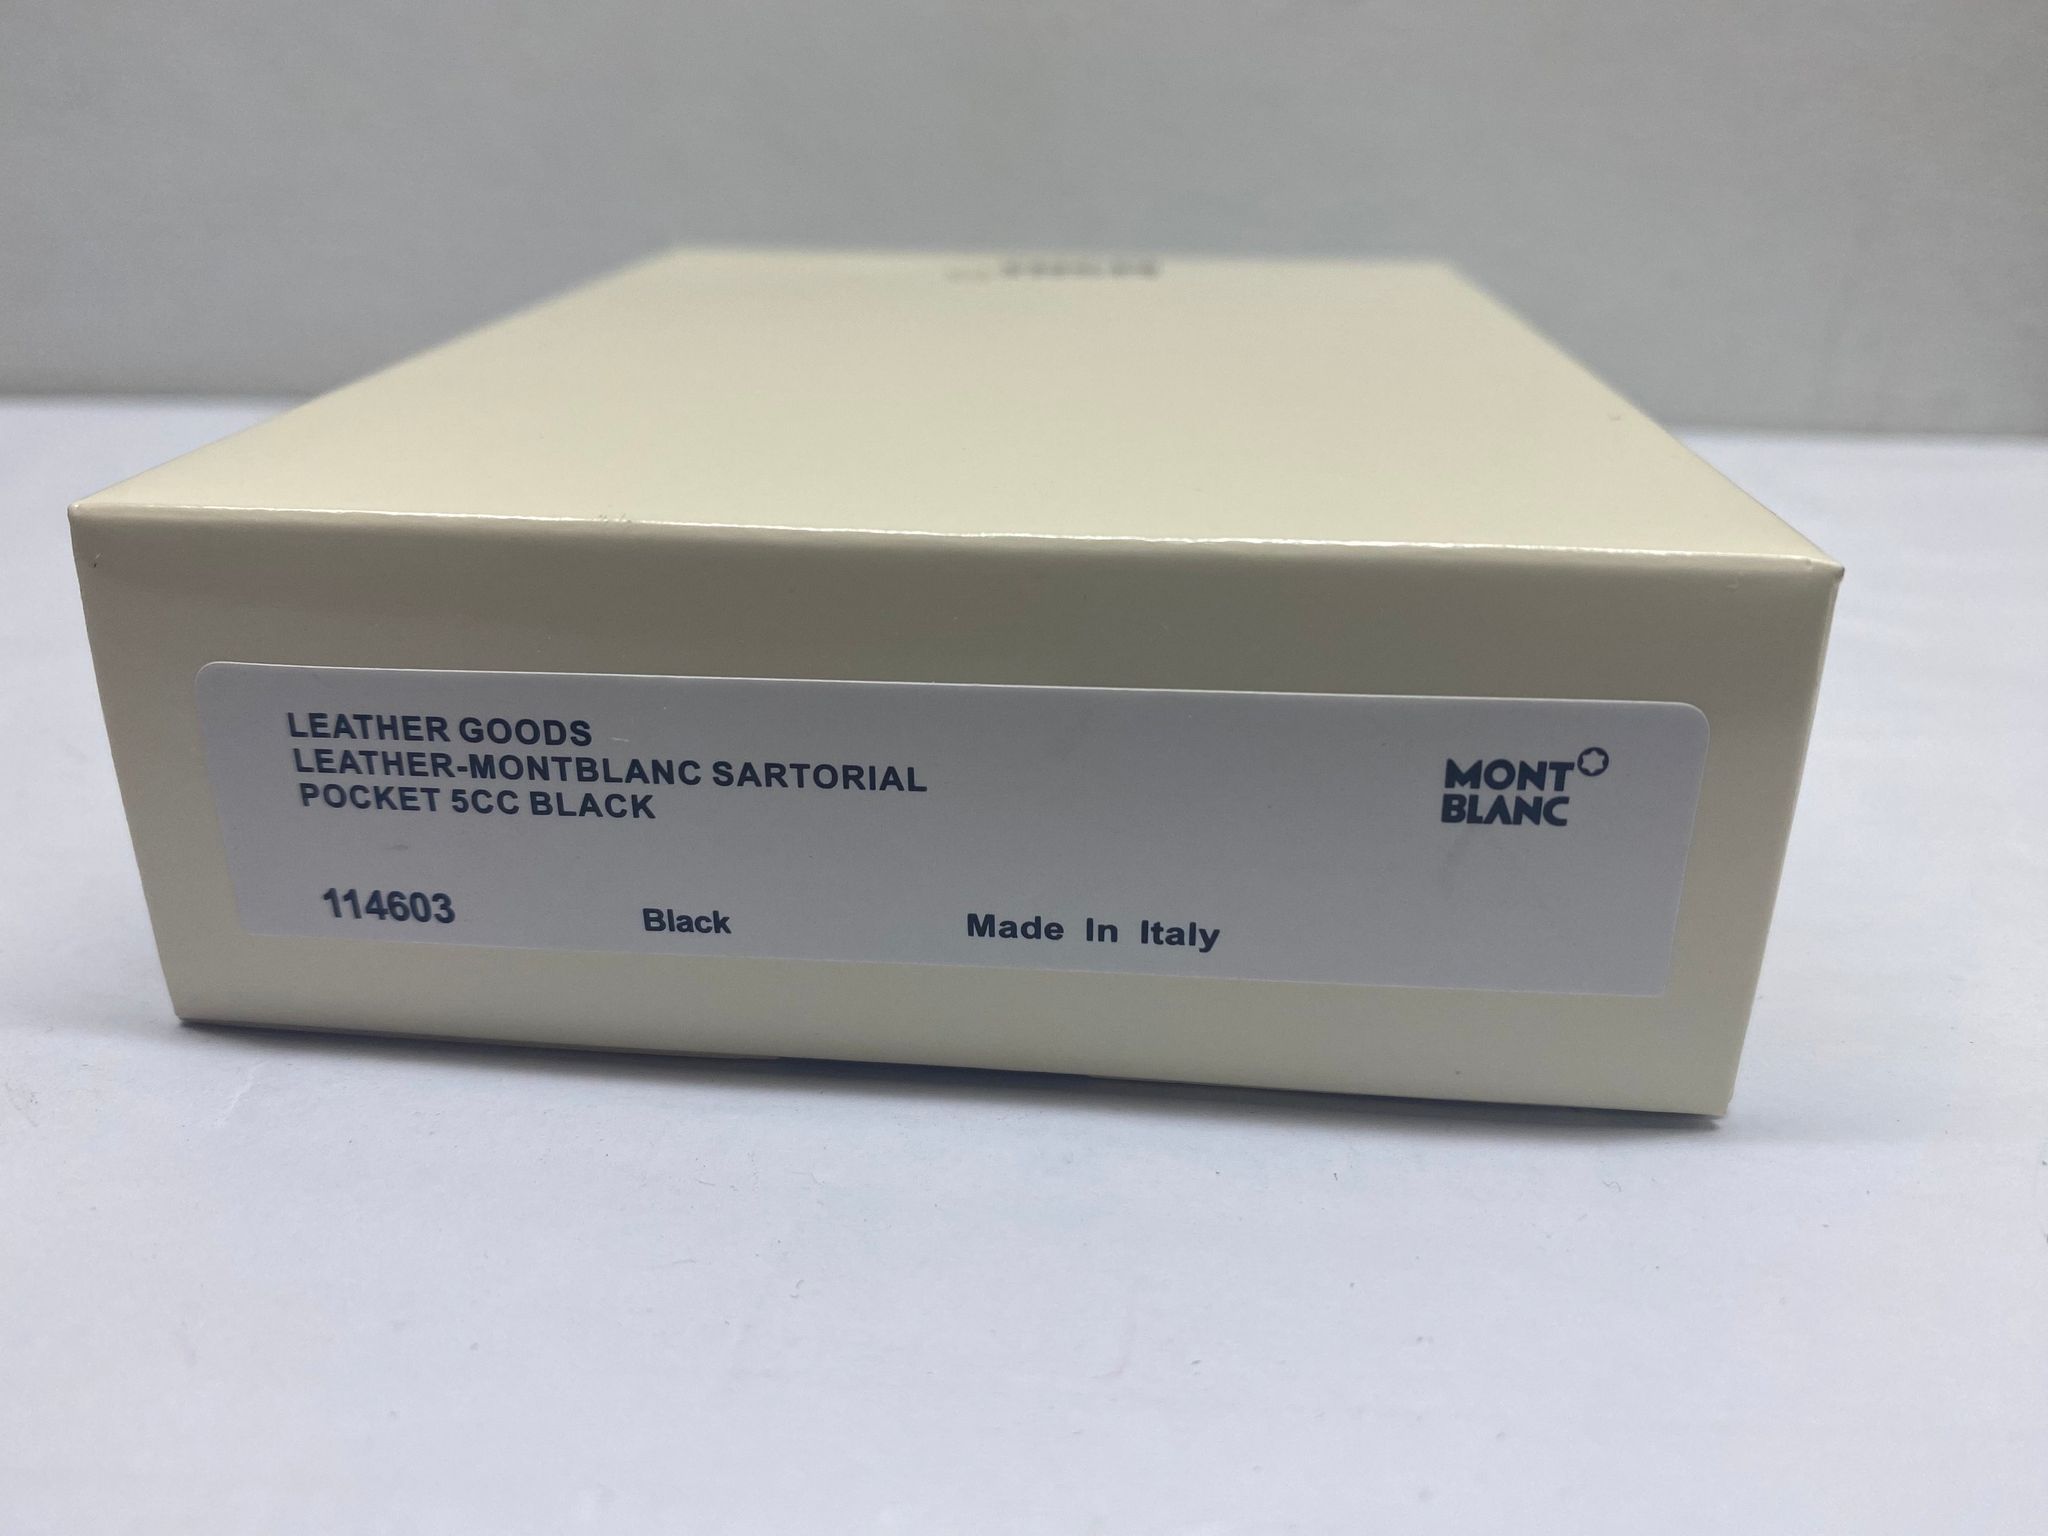 LEATHER GOODS
LEATHER-MONTBLANC SARTORIAL
POCKET 5CC BLACK
MONT
BLANC
114603 Black Made In Italy